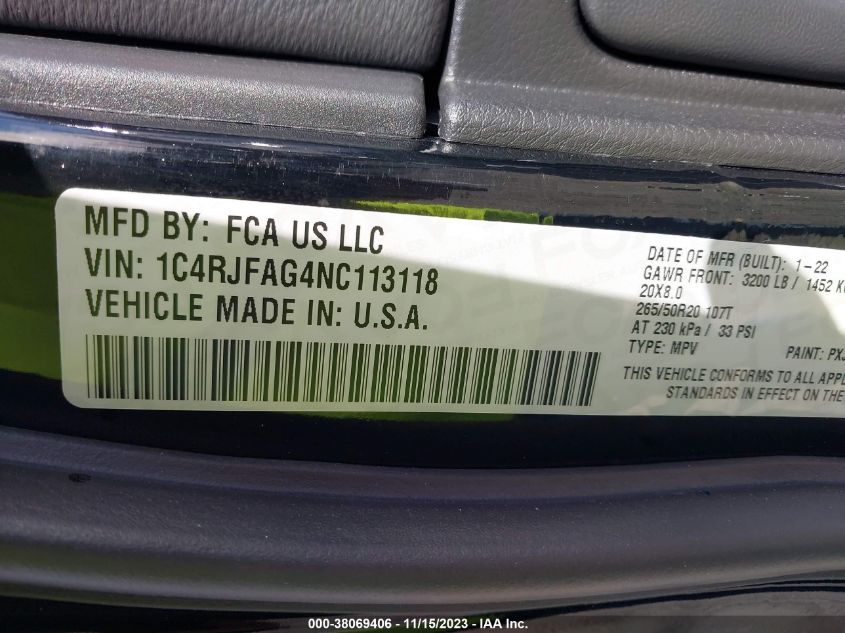 MFD BY: FCA US LLC
VIN: 1C4RJFAG4NC113118
VEHICLE MADE IN: U.S.A.
DATE OF MFR (BUILT): 1-22
GAWR FRONT: 3200 LB / 1452 K
20X8.0
265/50R20 107T
AT 230 kPa / 33 PSI
TYPE: MPV PAINT: PXJ
THIS VEHICLE CONFORMS TO ALL APPL
STANDARDS IN EFFECT ON THE
000-38069406 - 11/15/2023 - IAA Inc.